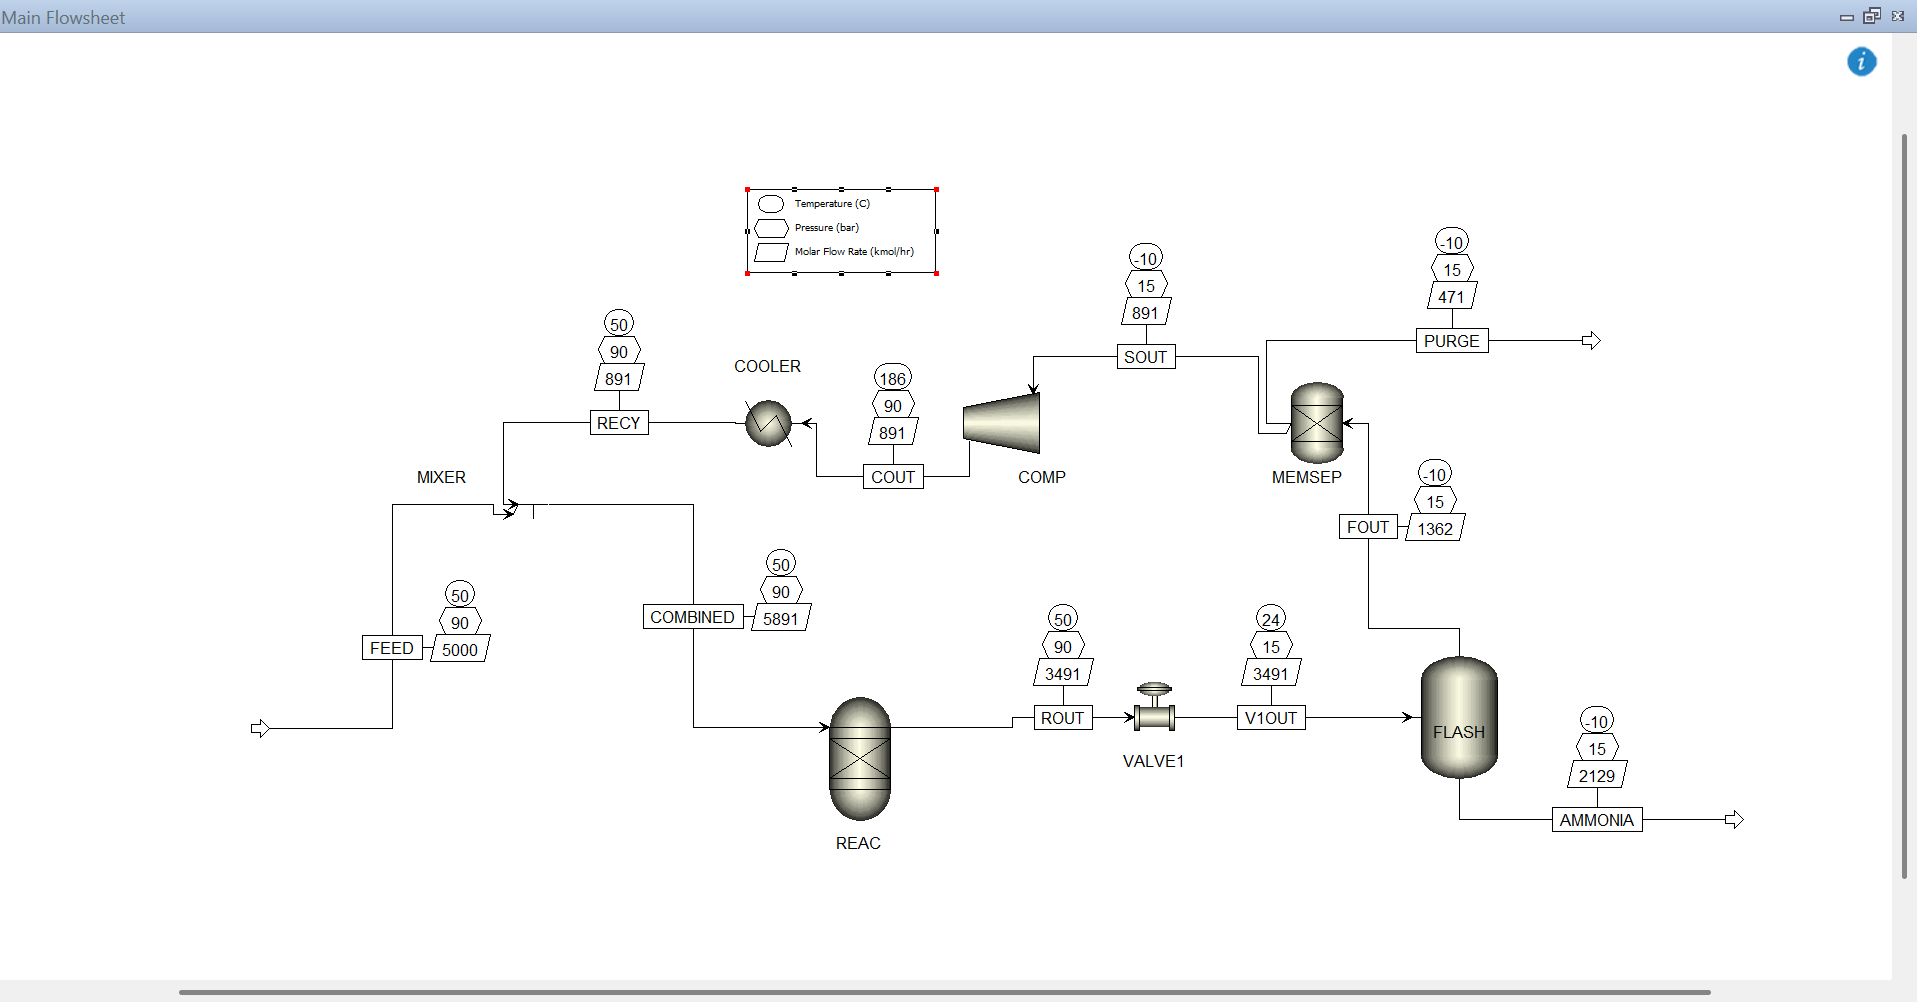 Main Flowsheet
i
Temperature (C)
Pressure (bar)
Molar Flow Rate (kmol/hr)
-10
15
471
PURGE
-10
15
891
SOUT
50
90
891
RECY
COOLER
186
90
891
COUT
COMP
MEMSEP
-10
15
1362
FOUT
MIXER
50
90
5000
FEED
50
90
5891
COMBINED
50
90
3491
ROUT
24
15
3491
V1OUT
VALVE1
FLASH
-10
15
2129
AMMONIA
REAC